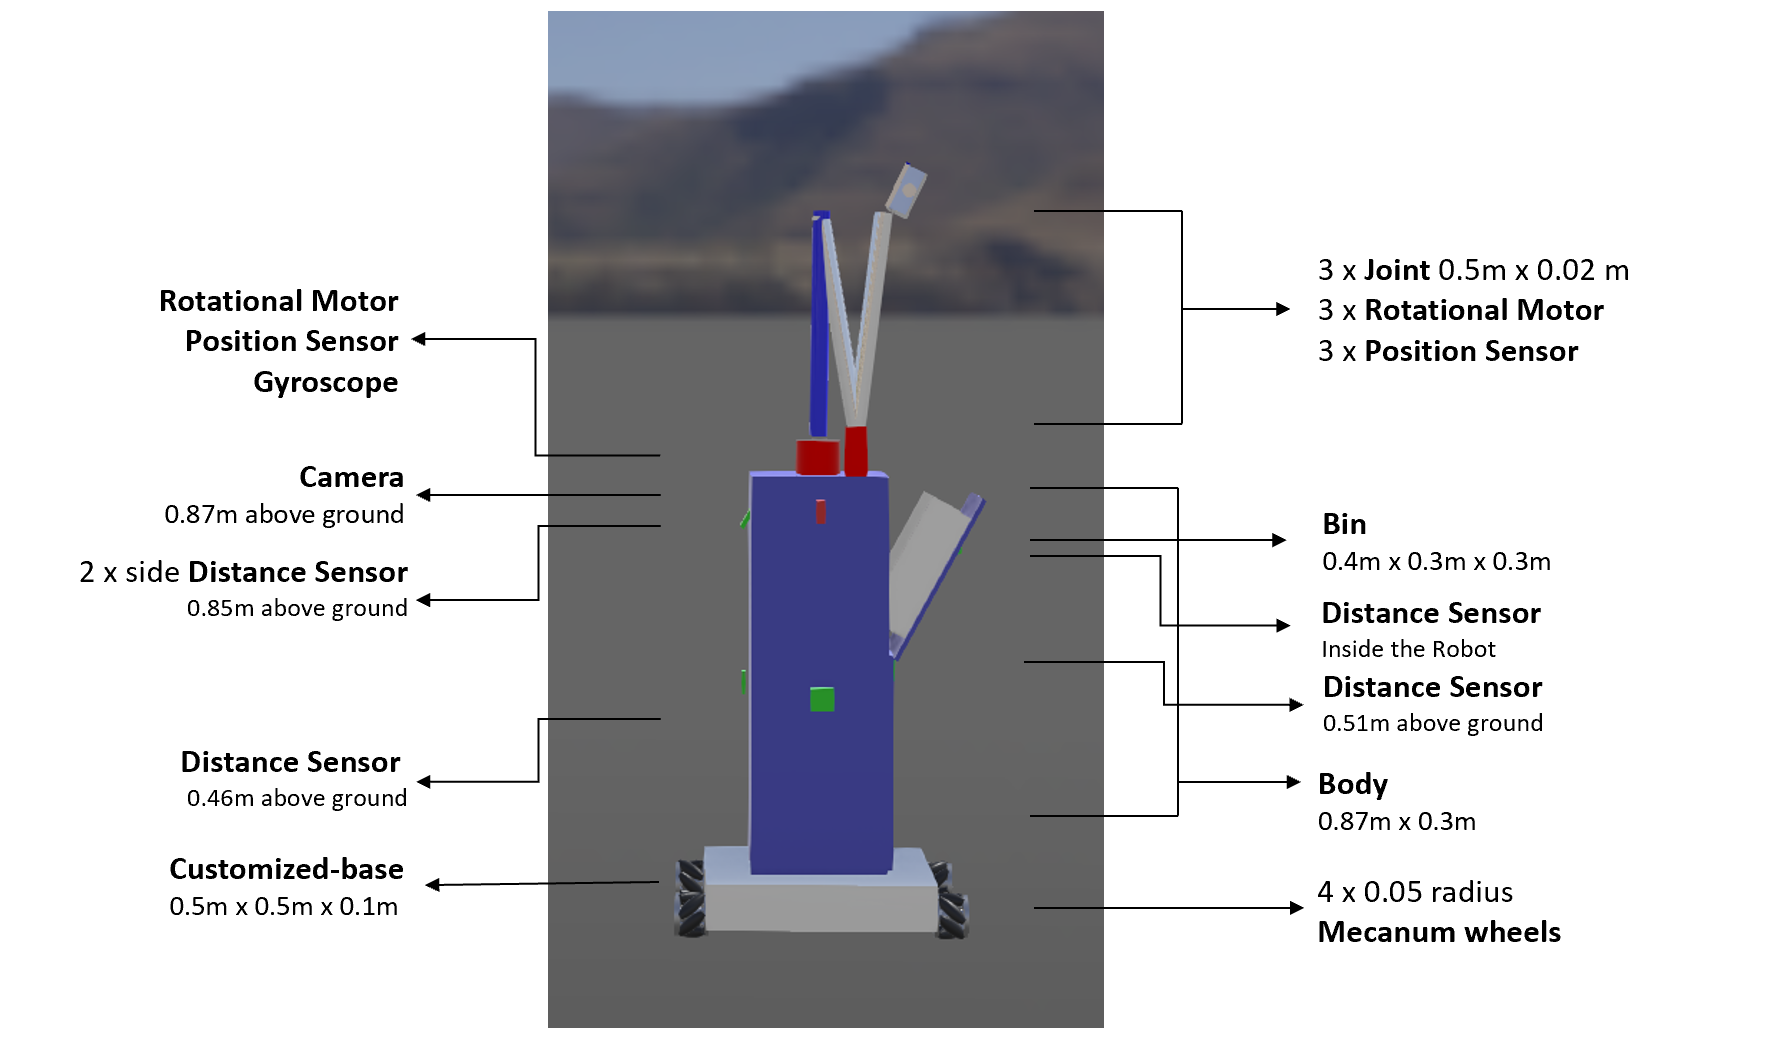 Rotational Motor
Position Sensor
Gyroscope
Camera
0.87m above ground
2 x side Distance Sensor
0.85m above ground
Distance Sensor
0.46m above ground
Customized-base
0.5m x 0.5m x 0.1m
3 x Joint 0.5m x 0.02 m
3 x Rotational Motor
3 x Position Sensor
Bin
0.4m x 0.3m x 0.3m
Distance Sensor
Inside the Robot
Distance Sensor
0.51m above ground
Body
0.87m x 0.3m
4 x 0.05 radius
Mecanum wheels